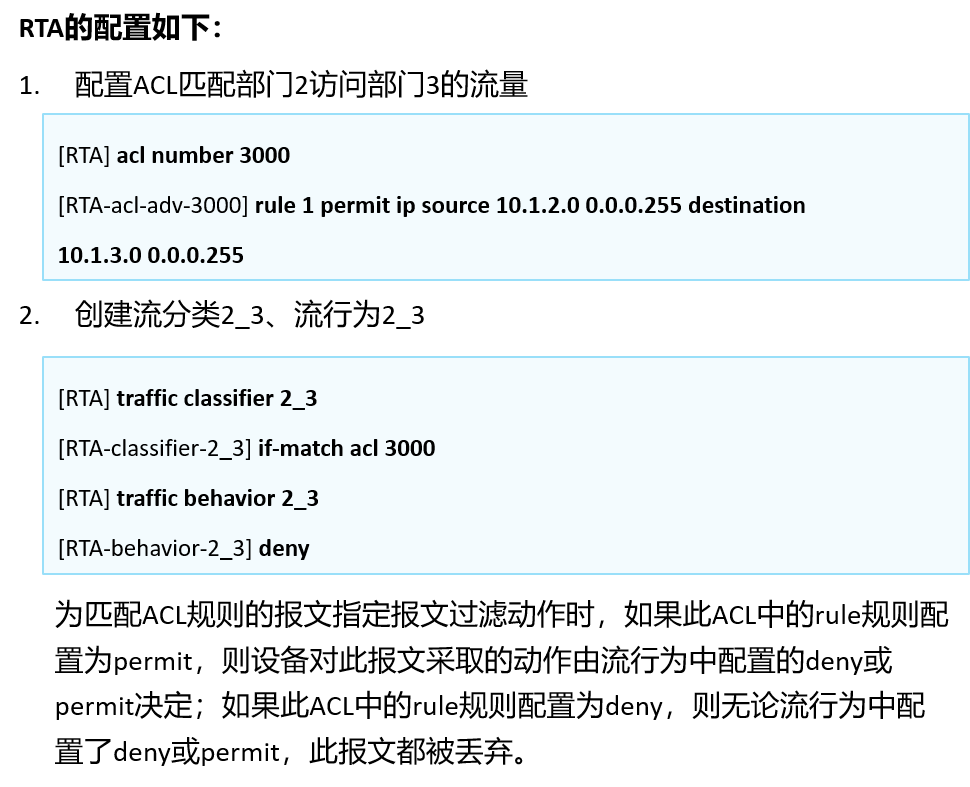 RTA的配置如下：
1. 配置ACL匹配部门2访问部门3的流量
[RTA] acl number 3000
[RTA-acl-adv-3000] rule 1 permit ip source 10.1.2.0 0.0.0.255 destination
10.1.3.0 0.0.0.255
2. 创建流分类2_3、流行为2_3
[RTA] traffic classifier 2_3
[RTA-classifier-2_3] if-match acl 3000
[RTA] traffic behavior 2_3
[RTA-behavior-2_3] deny
为匹配ACL规则的报文指定报文过滤动作时，如果此ACL中的rule规则配
置为permit，则设备对此报文采取的动作由流行为中配置的deny或
permit决定；如果此ACL中的rule规则配置为deny，则无论流行为中配
置了deny或permit，此报文都被丢弃。